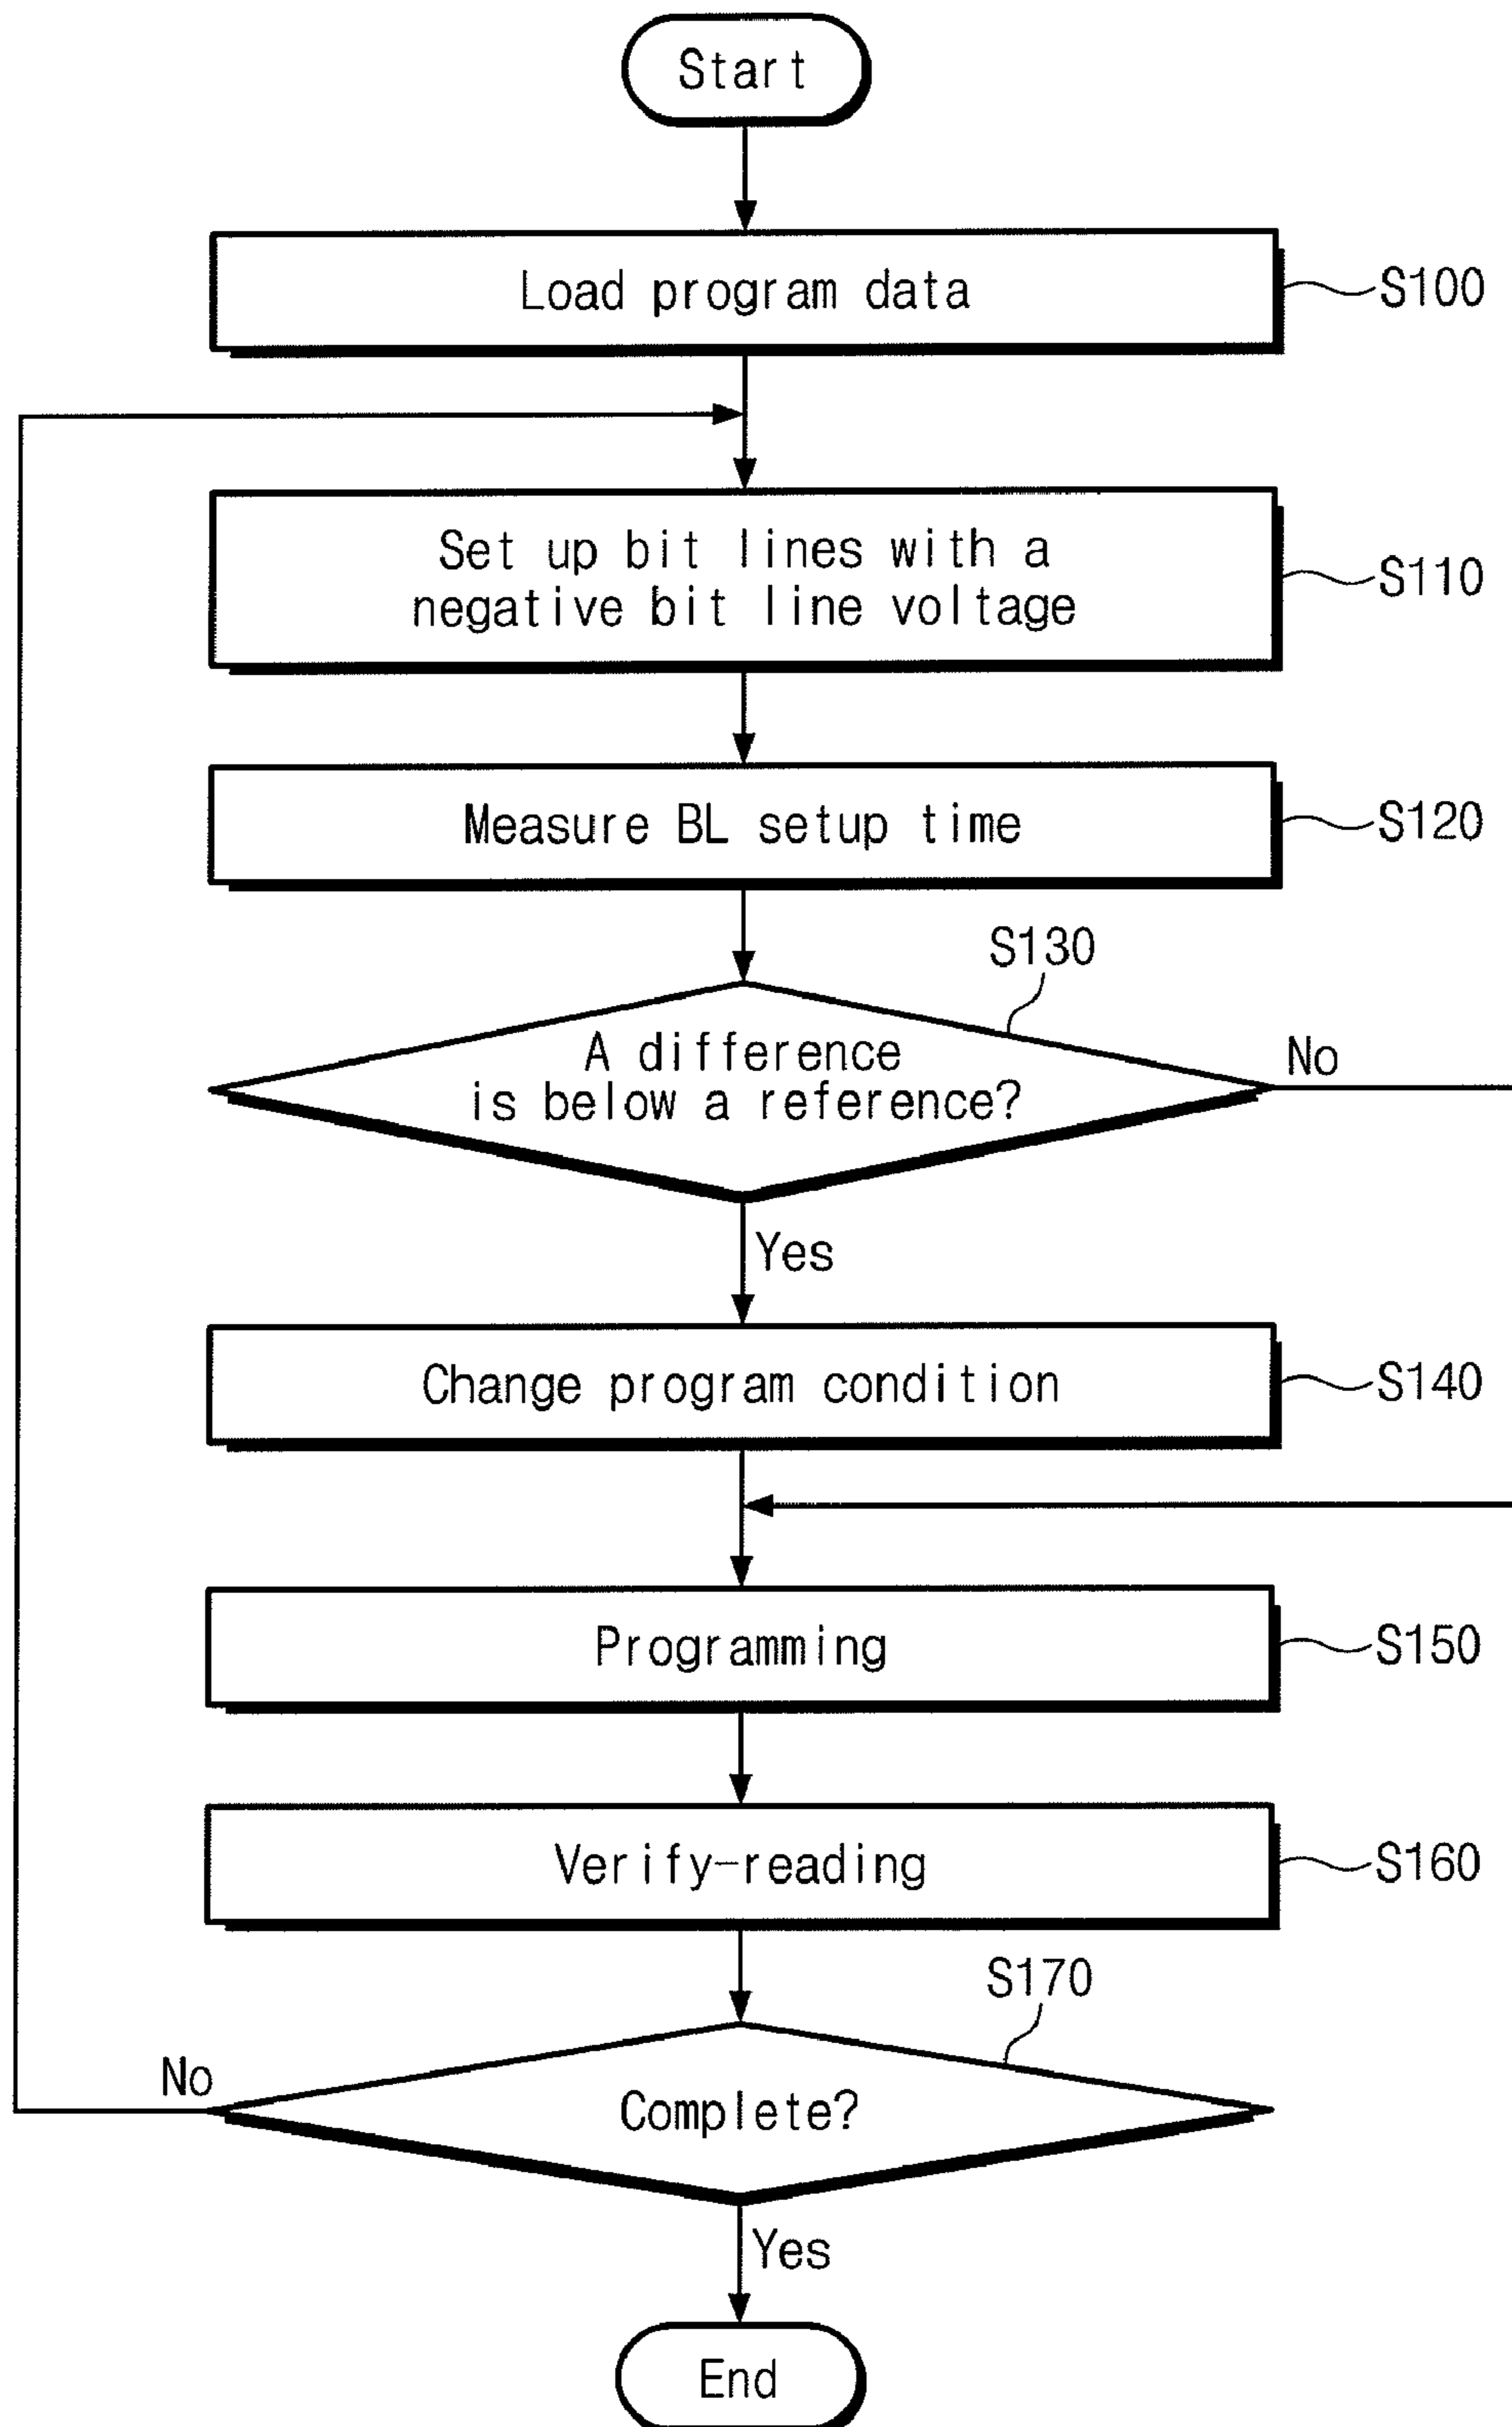 Start
Load program data
S100
Set up bit lines with a
negative bit line voltage
S110
Measure BL setup time
S120
S130
A difference
is below a reference?
No
Yes
Change program condition
S140
Programming
S150
Verify-reading
S160
S170
No
Complete?
Yes
End